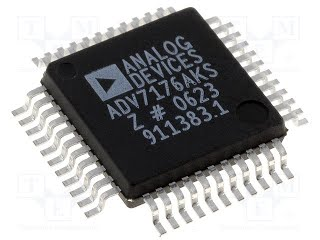 ANALOG
DEVICES
ADV7176AKS
Z # 0623
911383.1